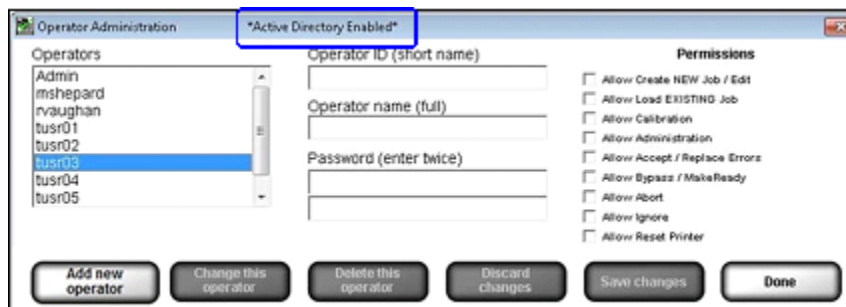 Operator Administration
*Active Directory Enabled*
Operators
Admin
mshepard
rvaughan
tusr01
tusr02
tusr03
tusr04
tusr05
Operator ID (short name)
Operator name (full)
Password (enter twice)
Permissions
Allow Create NEW Job / Edit
Allow Load EXISTING Job
Allow Calibration
Allow Administration
Allow Accept / Replace Errors
Allow Bypass / MakeReady
Allow Abort
Allow Ignore
Allow Reset Printer
Add new
operator
Change this
operator
Delete this
operator
Discard
changes
Save changes
Done